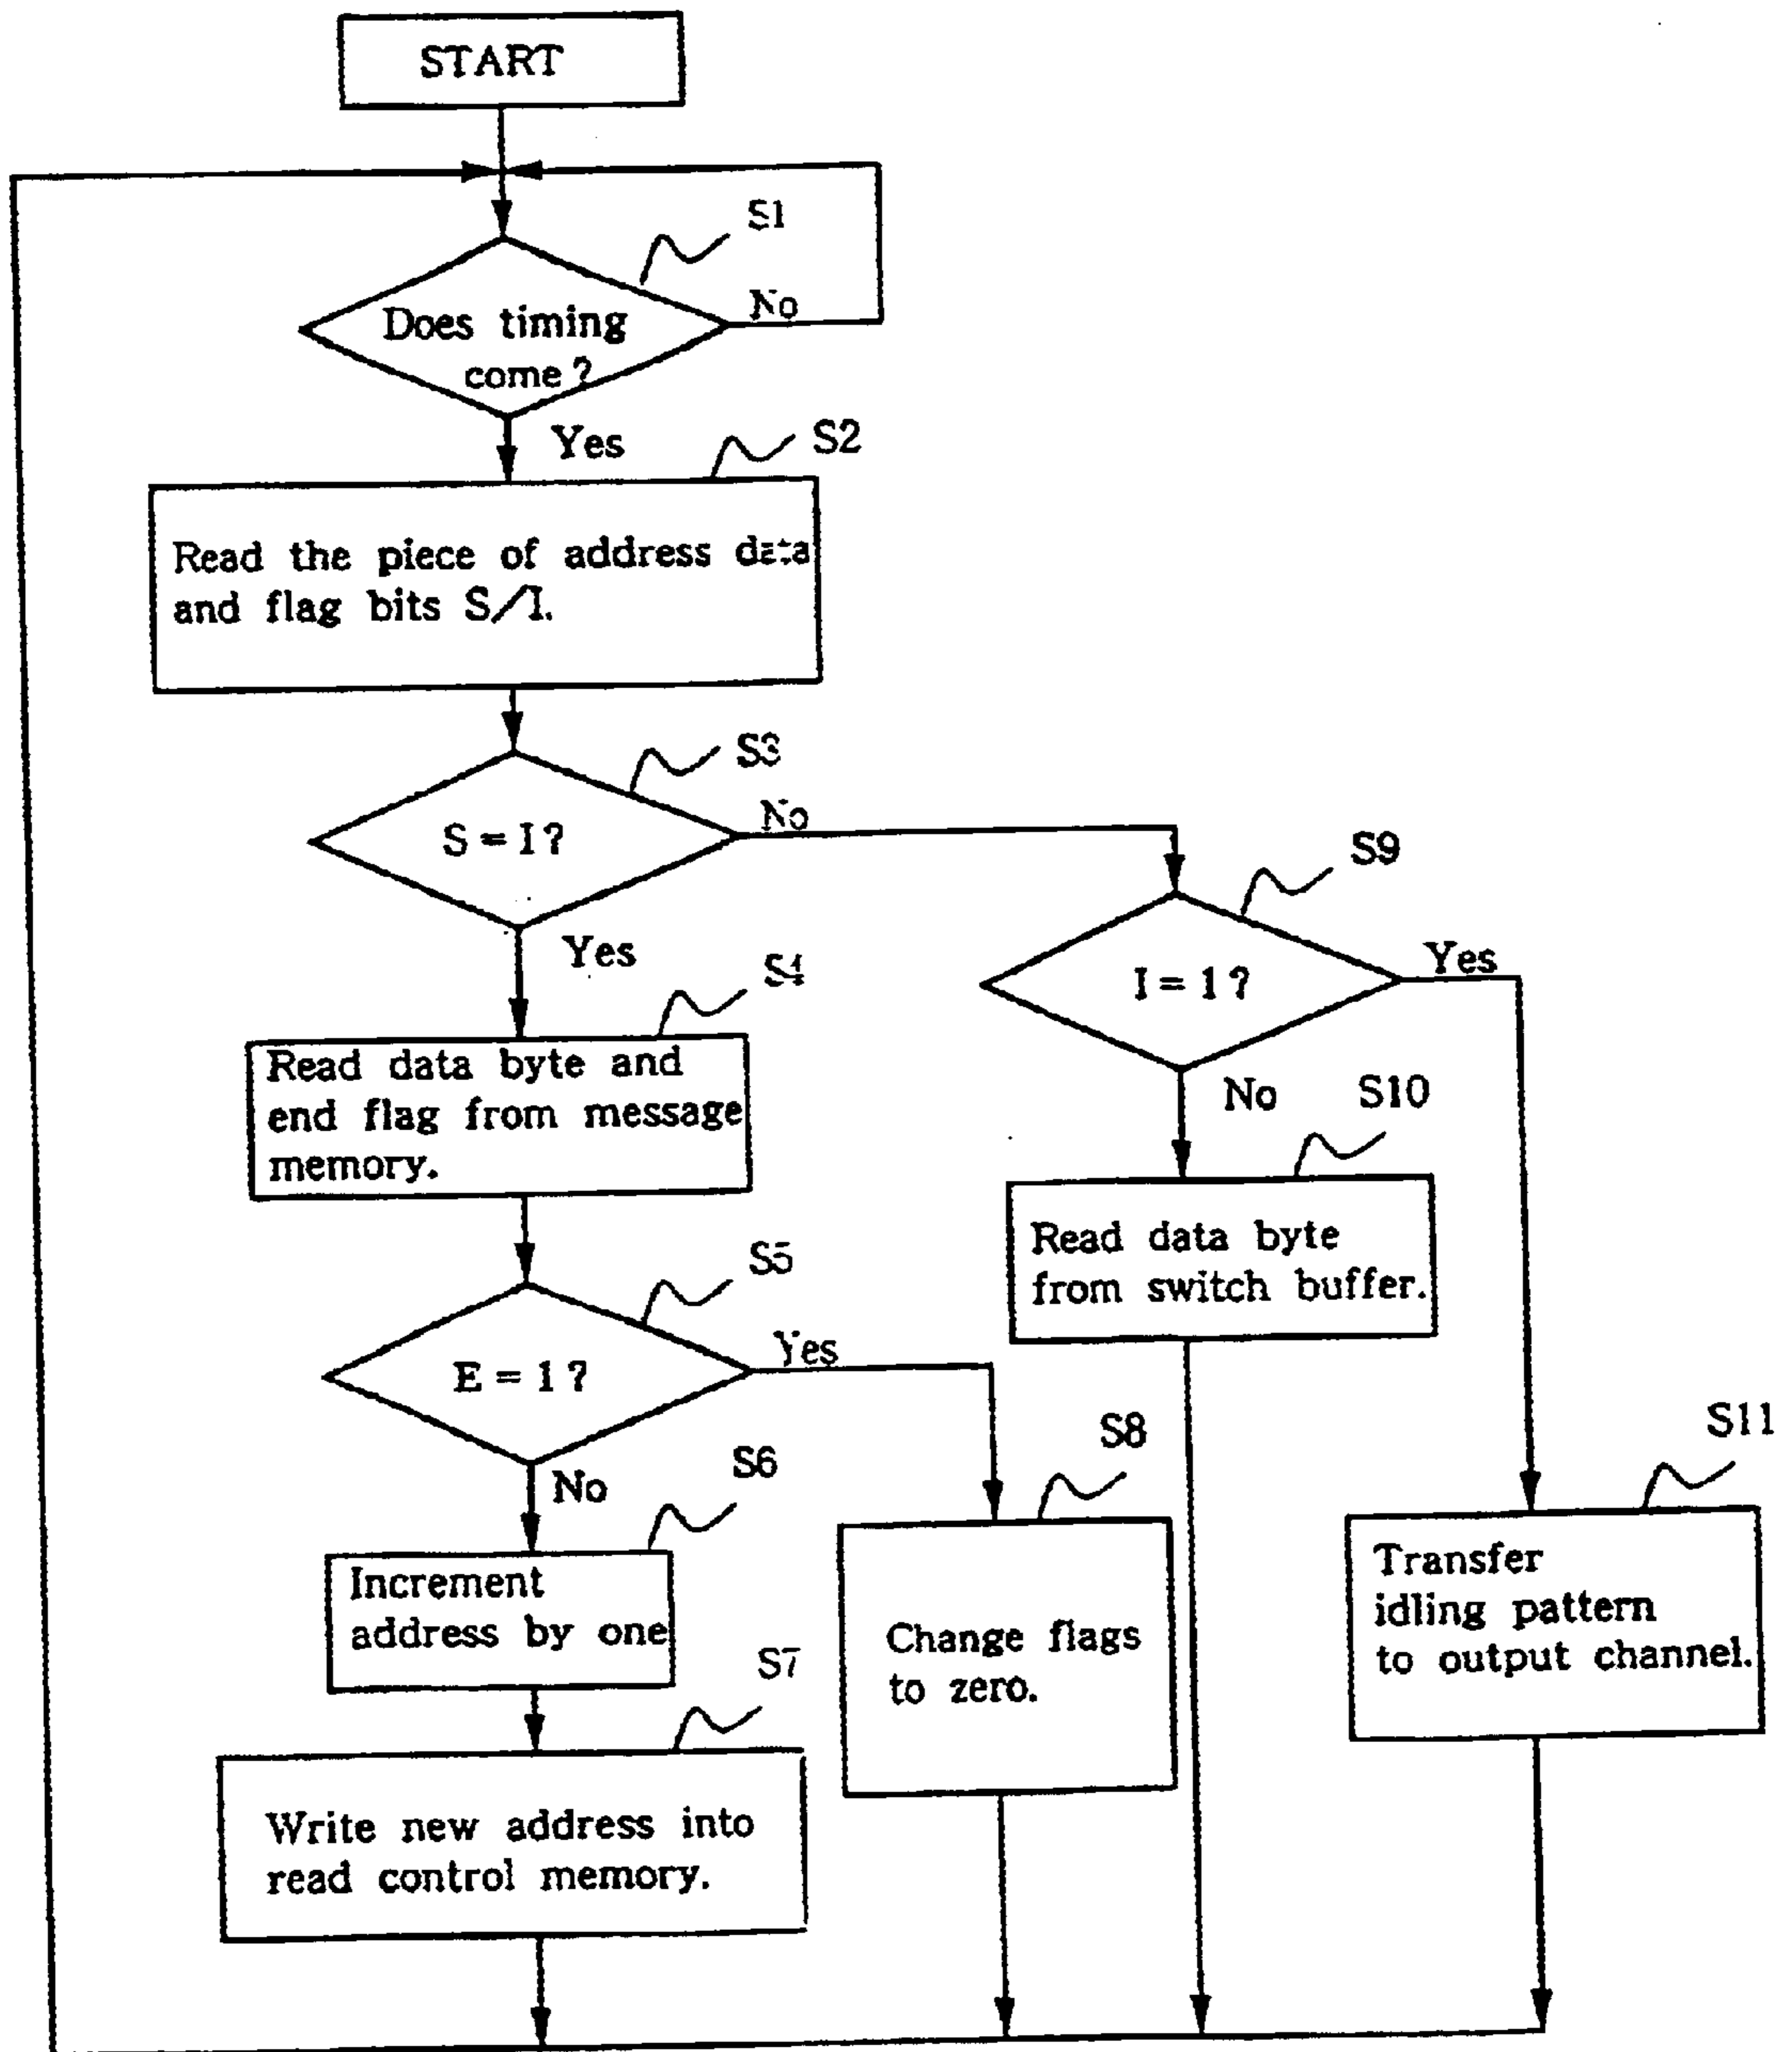 START
S1
Does timing
come?
No
Yes
S2
Read the piece of address data
and flag bits S/I.
S3
S = I?
No
Yes
S9
I = 1?
Yes
No
S4
Read data byte and
end flag from message
memory.
S10
Read data byte
from switch buffer.
S5
E = 1?
Yes
No
S6
Increment
address by one
S8
Change flags
to zero.
S11
Transfer
idling pattern
to output channel.
S7
Write new address into
read control memory.